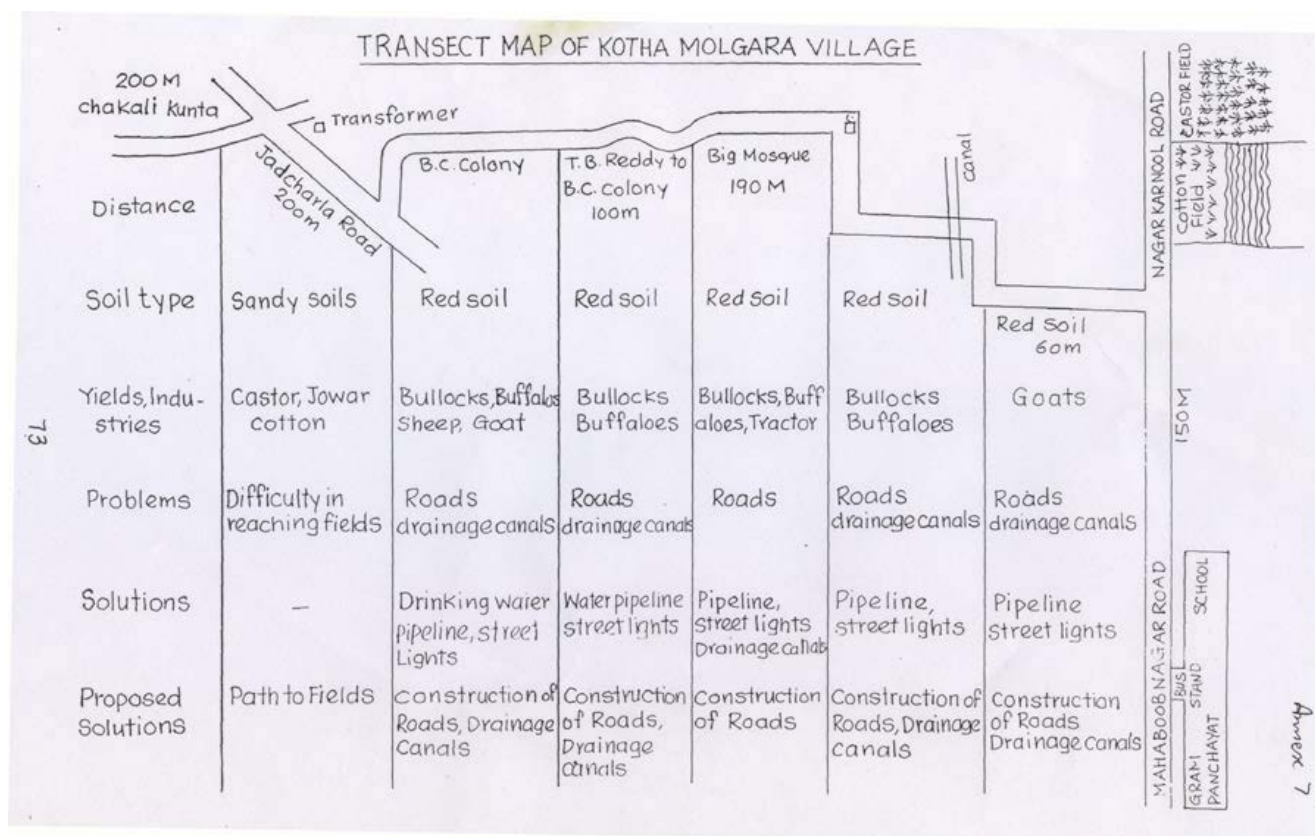 TRANSECT MAP OF KOTHA MOLGARA VILLAGE
200 M
chakali kunta
Transformer
Jadcharla Road
200m
B.C. Colony
T.B. Reddy to
B.C. colony
100m
Big Mosque
190 M
canal
NAGARKARNOOL ROAD
CASTOR FIELD
Cotton
Field
Distance
Soil type
Sandy soils
Red soil
Red soil
Red soil
Red soil
Red Soil
60m
Yields, Indu-
stries
Castor, Jowar
cotton
Bullocks, Buffalos
Sheep, Goat
Bullocks
Buffaloes
Bullocks, Buff
aloes, Tractor
Bullocks
Buffaloes
Goats
150 M
73
Problems
Difficulty in
reaching fields
Roads
drainage canals
Roads
drainage canals
Roads
Roads
drainage canals
Roads
drainage canals
Solutions
–
Drinking water
pipeline, street
Lights
Water pipeline
street lights
Pipeline,
street lights
Drainage callab
Pipeline,
street lights
Pipeline
street lights
Proposed
Solutions
Path to Fields
construction of
Roads, Drainage
Canals
Construction
of Roads,
Drainage
canals
Construction
of Roads
Construction of
Roads, Drainage
canals
Construction
of Roads
Drainage canals
MAHABOOBNAGAR ROAD
GRAM
PANCHAYAT
BUS
STAND
SCHOOL
Annex 7